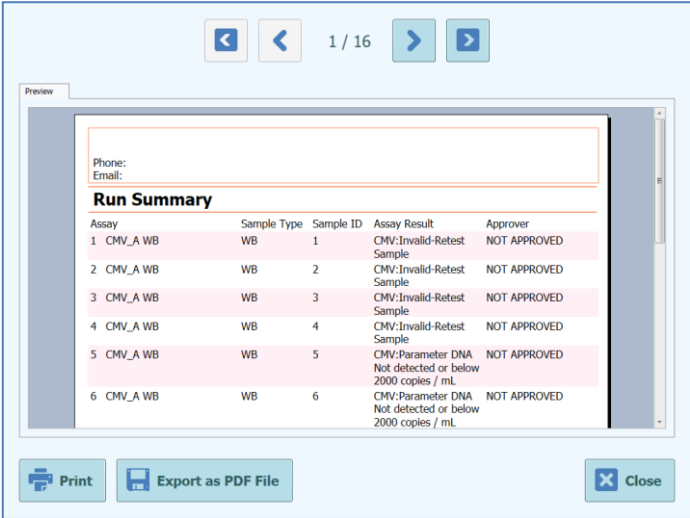 1 / 16
Preview
Phone:
Email:
Run Summary
Assay Sample Type Sample ID Assay Result Approver
1 CMV_A WB WB 1 CMV:Invalid-Retest NOT APPROVED
Sample
2 CMV_A WB WB 2 CMV:Invalid-Retest NOT APPROVED
Sample
3 CMV_A WB WB 3 CMV:Invalid-Retest NOT APPROVED
Sample
4 CMV_A WB WB 4 CMV:Invalid-Retest NOT APPROVED
Sample
5 CMV_A WB WB 5 CMV:Parameter DNA NOT APPROVED
Not detected or below
2000 copies / mL
6 CMV_A WB WB 6 CMV:Parameter DNA NOT APPROVED
Not detected or below
2000 copies / mL
Print Export as PDF File Close